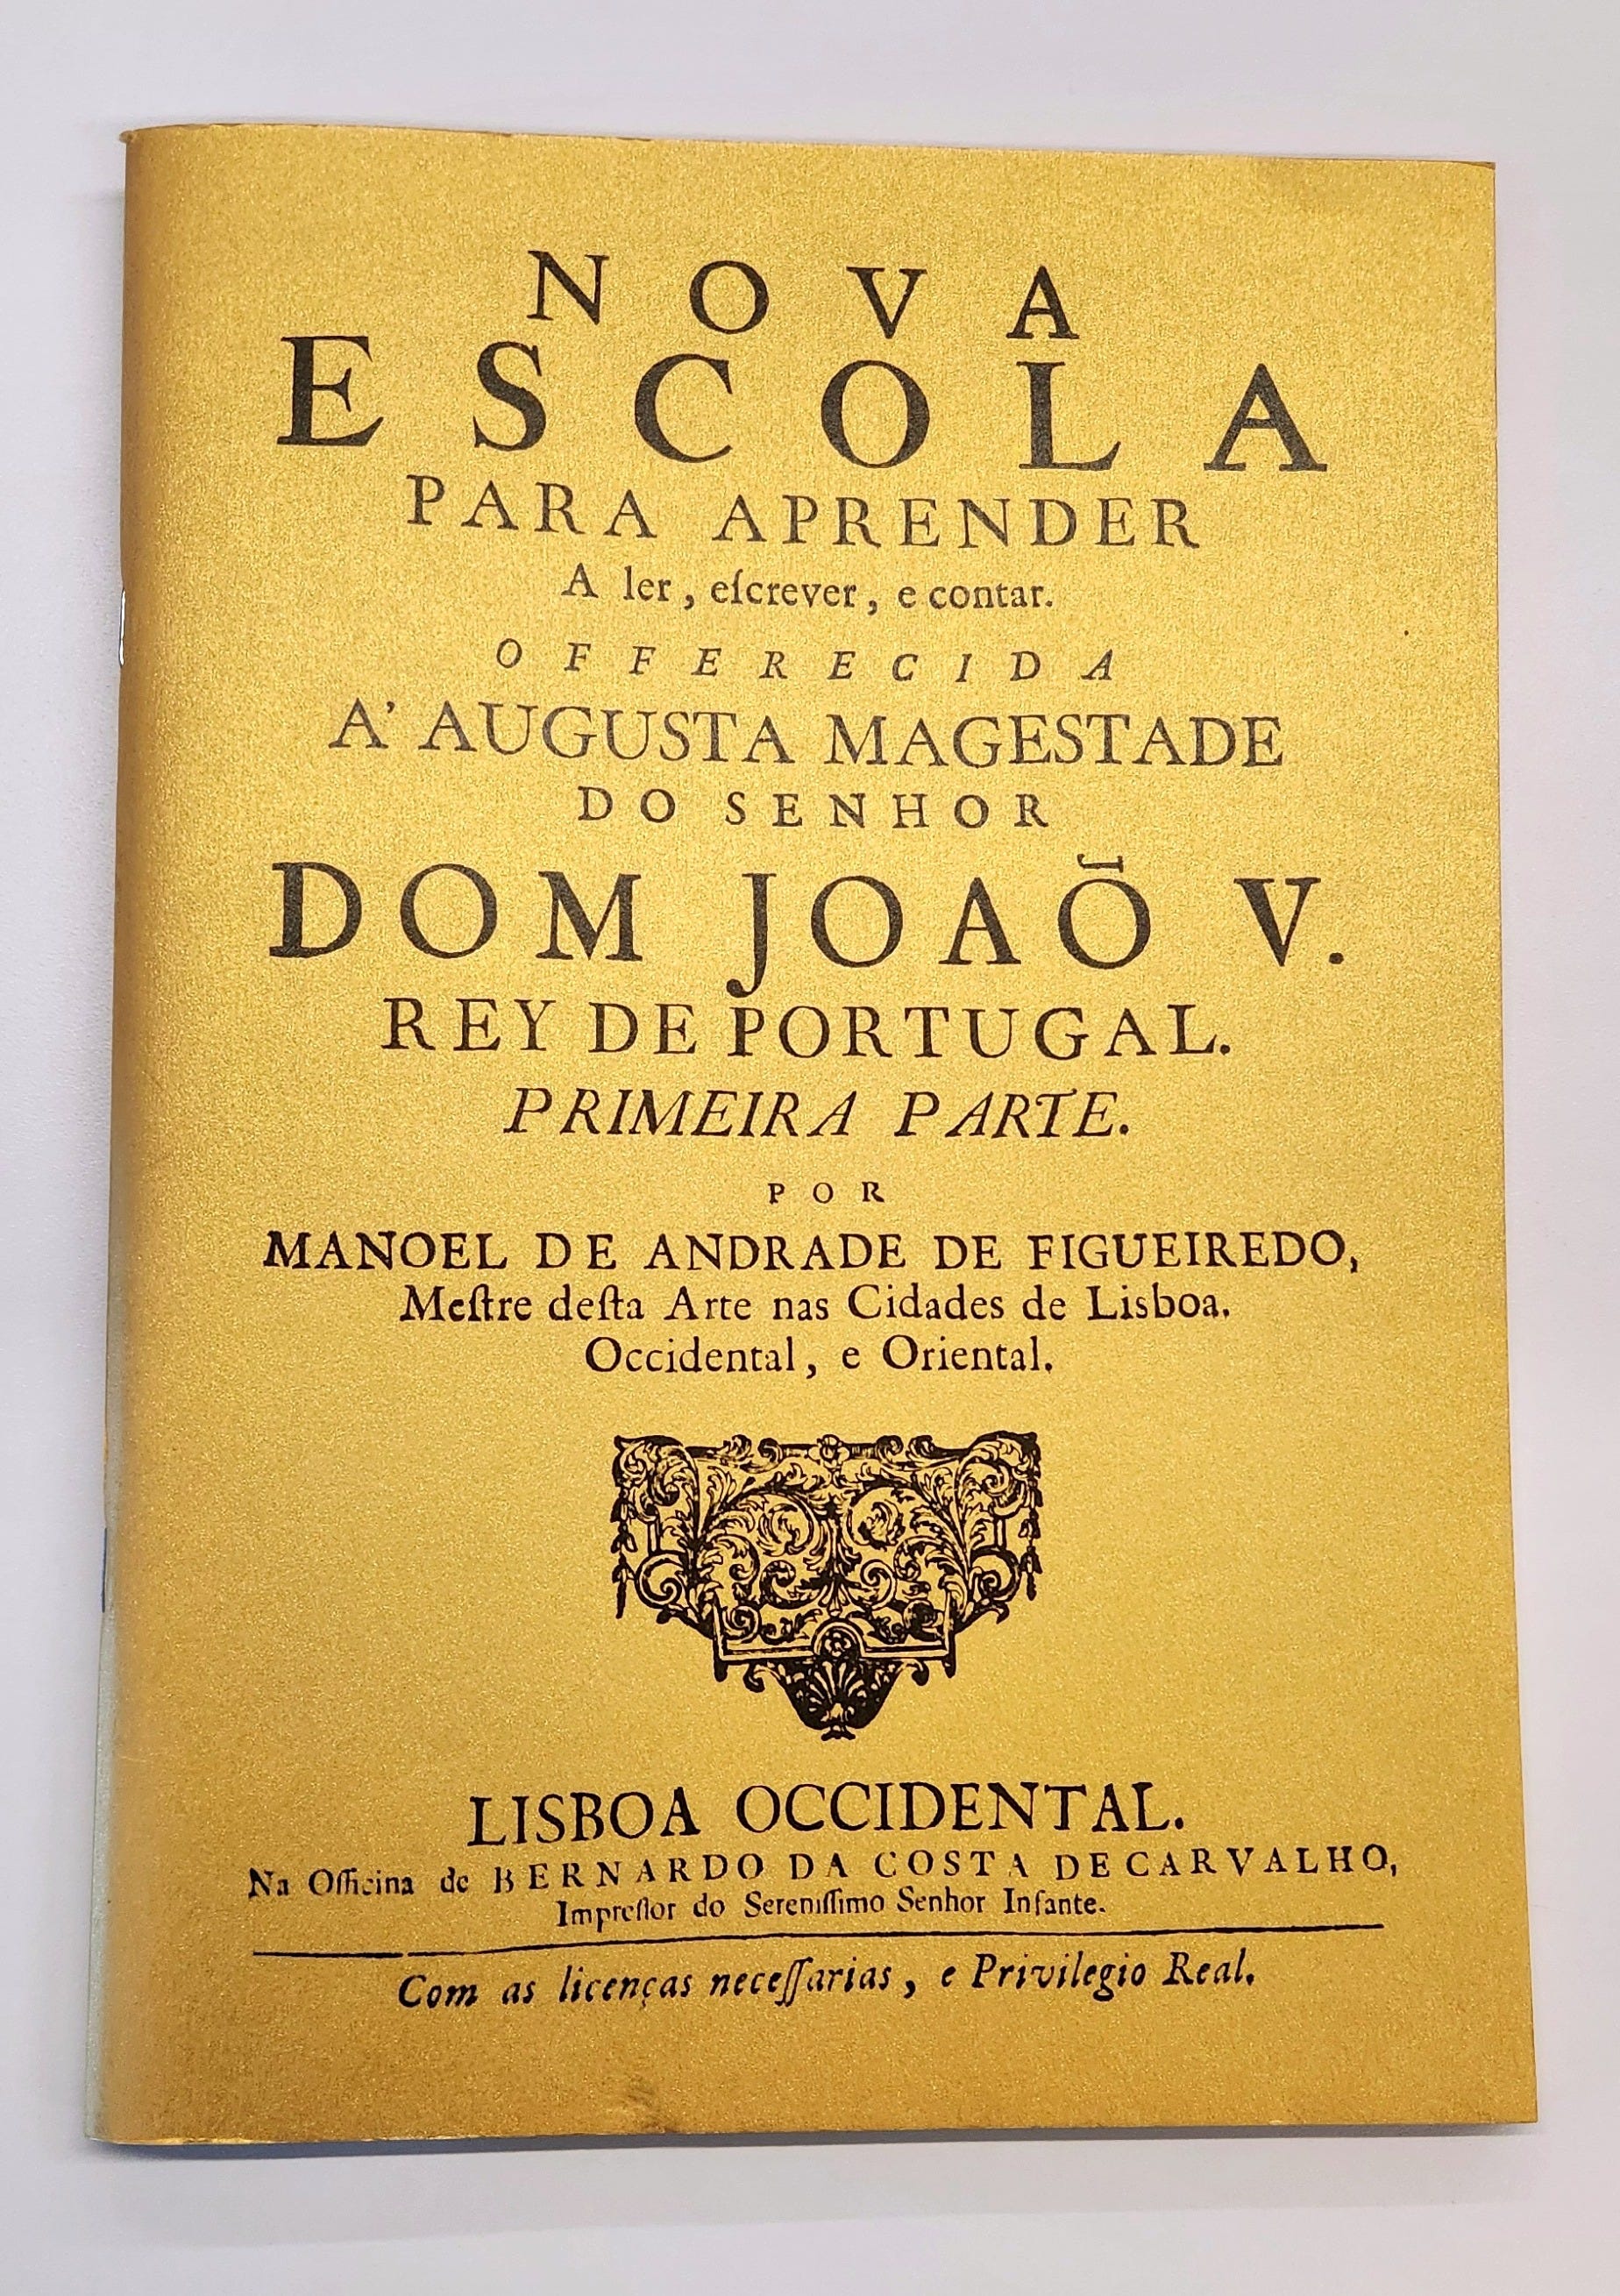 NOVA
ESCOLA
PARA APRENDER
A ler, eſcrever, e contar.
OFFERECIDA
A' AUGUSTA MAGESTADE
DO SENHOR
DOM JOAÕ V.
REY DE PORTUGAL.
PRIMEIRA PARTE.
POR
MANOEL DE ANDRADE DE FIGUEIREDO,
Meſtre deſta Arte nas Cidades de Lisboa.
Occidental, e Oriental.
LISBOA OCCIDENTAL.
Na Officina de BERNARDO DA COSTA DE CARVALHO,
Impreſſor do Sereniſſimo Senhor Infante.
Com as licenças neceſſarias, e Privilegio Real.